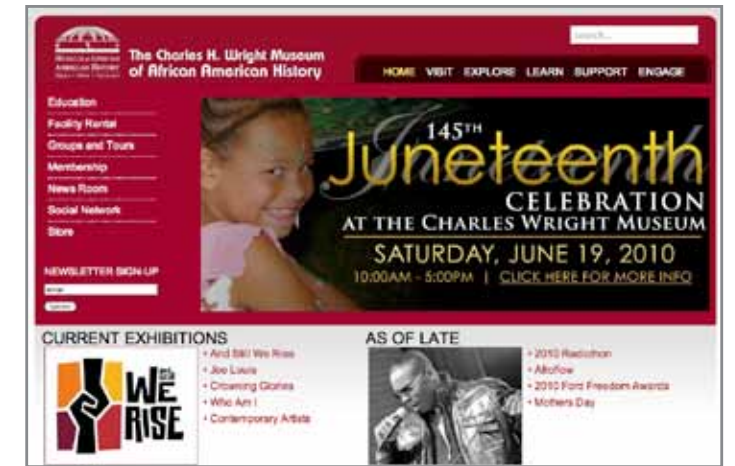 search...
The Charles H. Wright Museum
of African American History
HOME VISIT EXPLORE LEARN SUPPORT ENGAGE
Education
Facility Rental
Groups and Tours
Membership
News Room
Social Network
Store
NEWSLETTER SIGN-UP
145TH
Juneteenth
CELEBRATION
AT THE CHARLES WRIGHT MUSEUM
SATURDAY, JUNE 19, 2010
10:00AM - 5:00PM | CLICK HERE FOR MORE INFO
CURRENT EXHIBITIONS
WE
RISE
• And Still We Rise
• Joe Louis
• Crowning Glories
• Who Am I
• Contemporary Artists
AS OF LATE
• 2010 Radiothon
• Afroflow
• 2010 Ford Freedom Awards
• Mothers Day